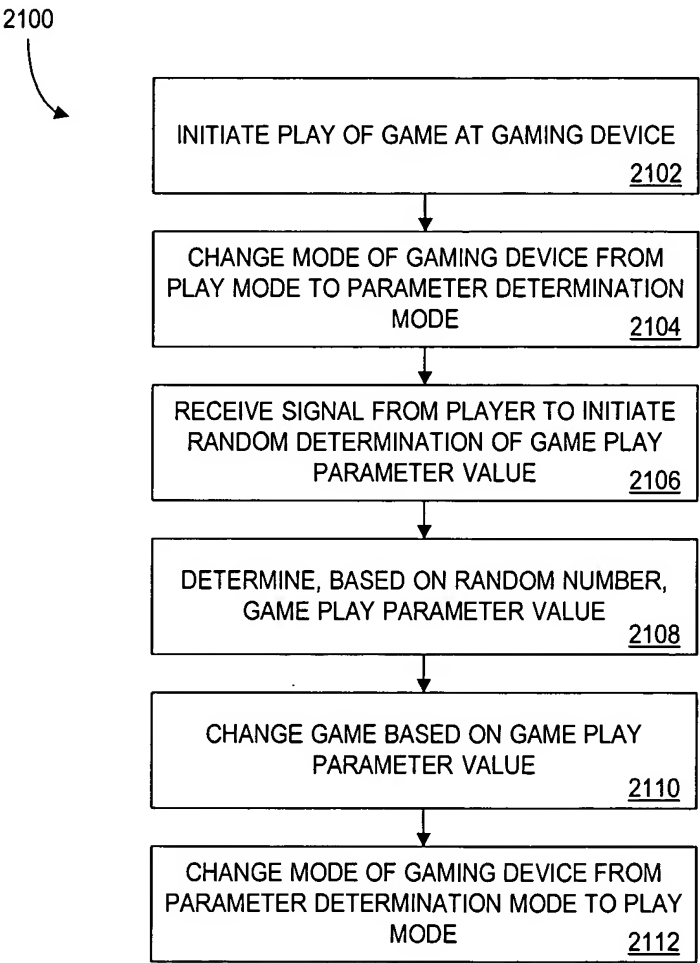 2100
INITIATE PLAY OF GAME AT GAMING DEVICE
2102
CHANGE MODE OF GAMING DEVICE FROM
PLAY MODE TO PARAMETER DETERMINATION
MODE
2104
RECEIVE SIGNAL FROM PLAYER TO INITIATE
RANDOM DETERMINATION OF GAME PLAY
PARAMETER VALUE
2106
DETERMINE, BASED ON RANDOM NUMBER,
GAME PLAY PARAMETER VALUE
2108
CHANGE GAME BASED ON GAME PLAY
PARAMETER VALUE
2110
CHANGE MODE OF GAMING DEVICE FROM
PARAMETER DETERMINATION MODE TO PLAY
MODE
2112